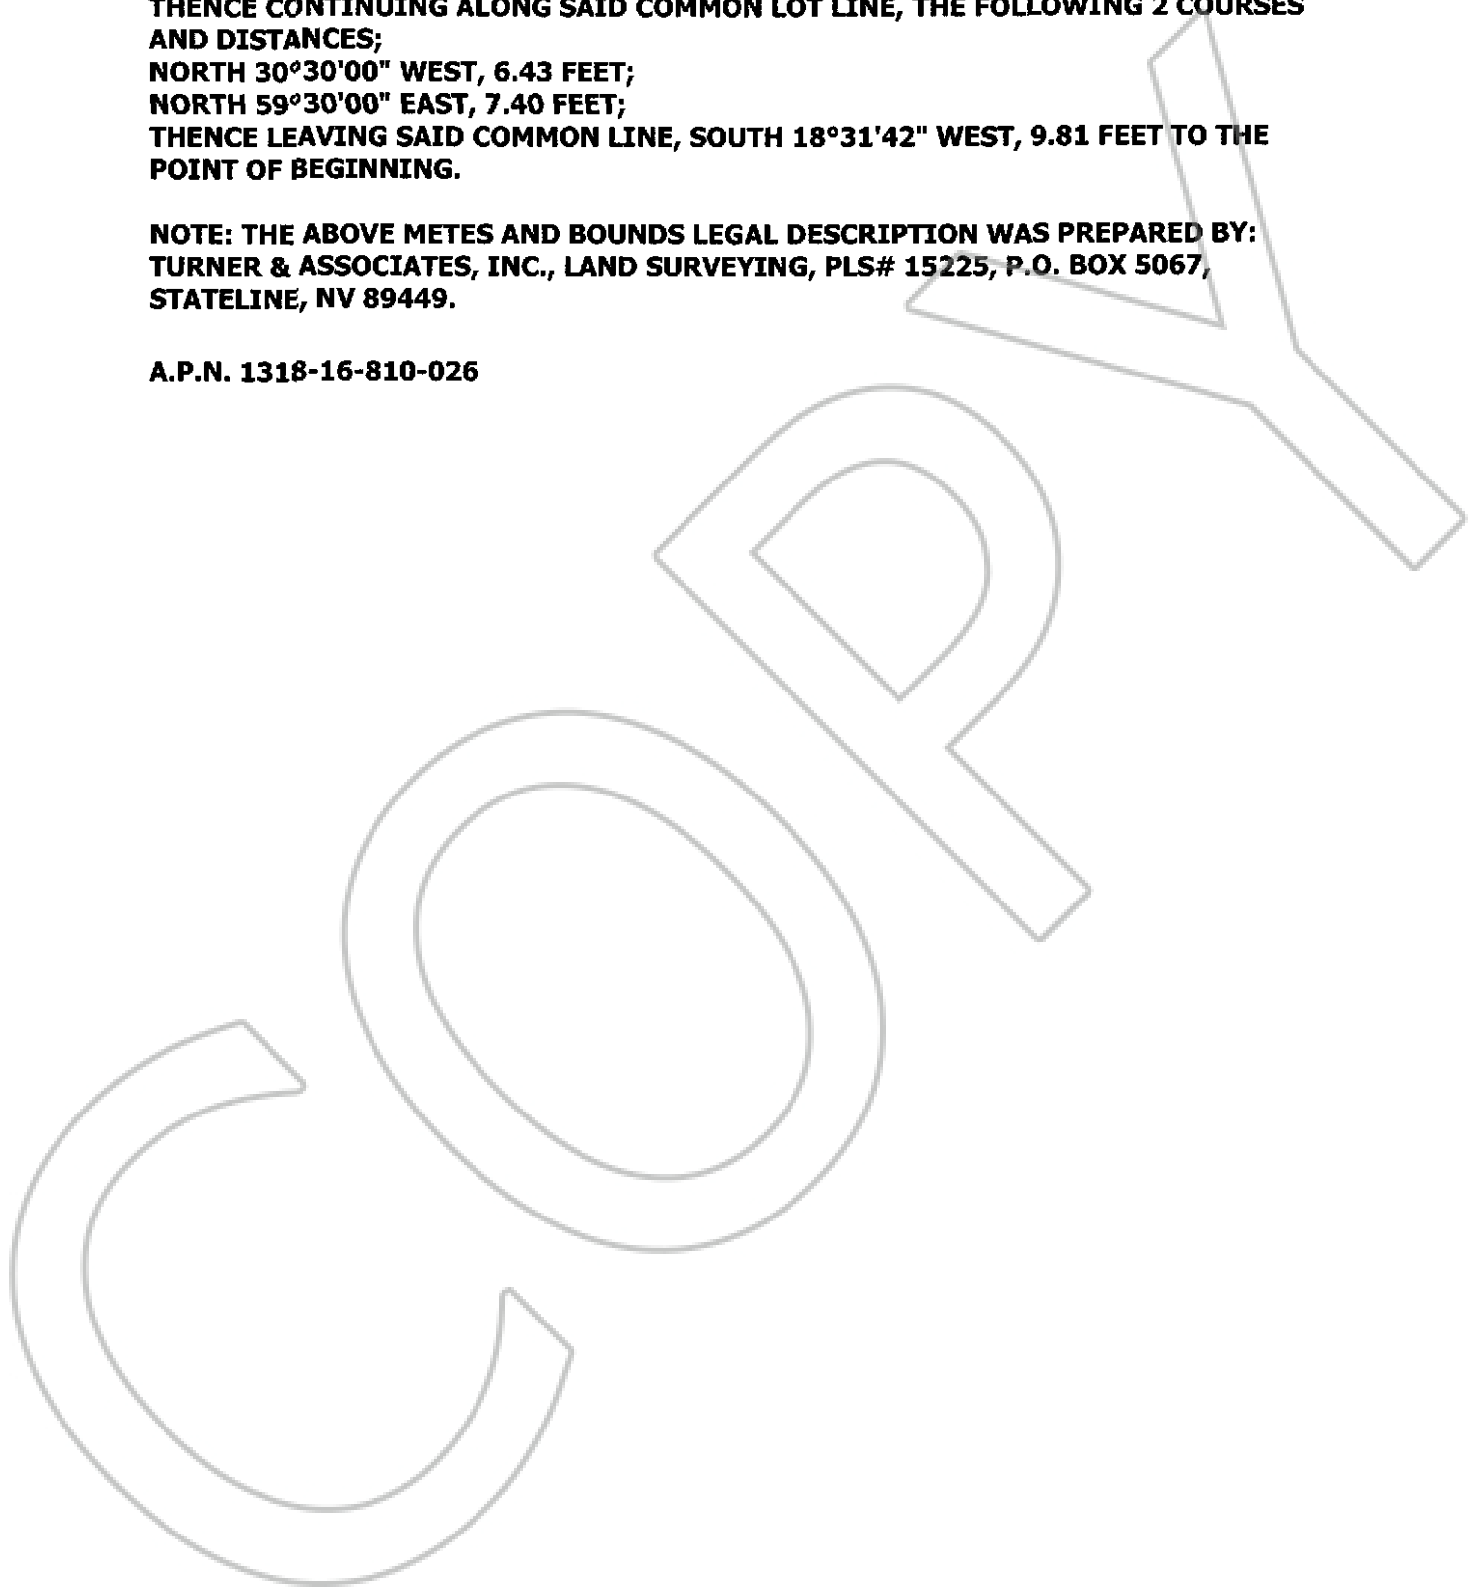 THENCE CONTINUING ALONG SAID COMMON LOT LINE, THE FOLLOWING 2 COURSES
AND DISTANCES;
NORTH 30°30'00" WEST, 6.43 FEET;
NORTH 59°30'00" EAST, 7.40 FEET;
THENCE LEAVING SAID COMMON LINE, SOUTH 18°31'42" WEST, 9.81 FEET TO THE
POINT OF BEGINNING.
NOTE: THE ABOVE METES AND BOUNDS LEGAL DESCRIPTION WAS PREPARED BY:
TURNER & ASSOCIATES, INC., LAND SURVEYING, PLS# 15225, P.O. BOX 5067,
STATELINE, NV 89449.
A.P.N. 1318-16-810-026
COPY